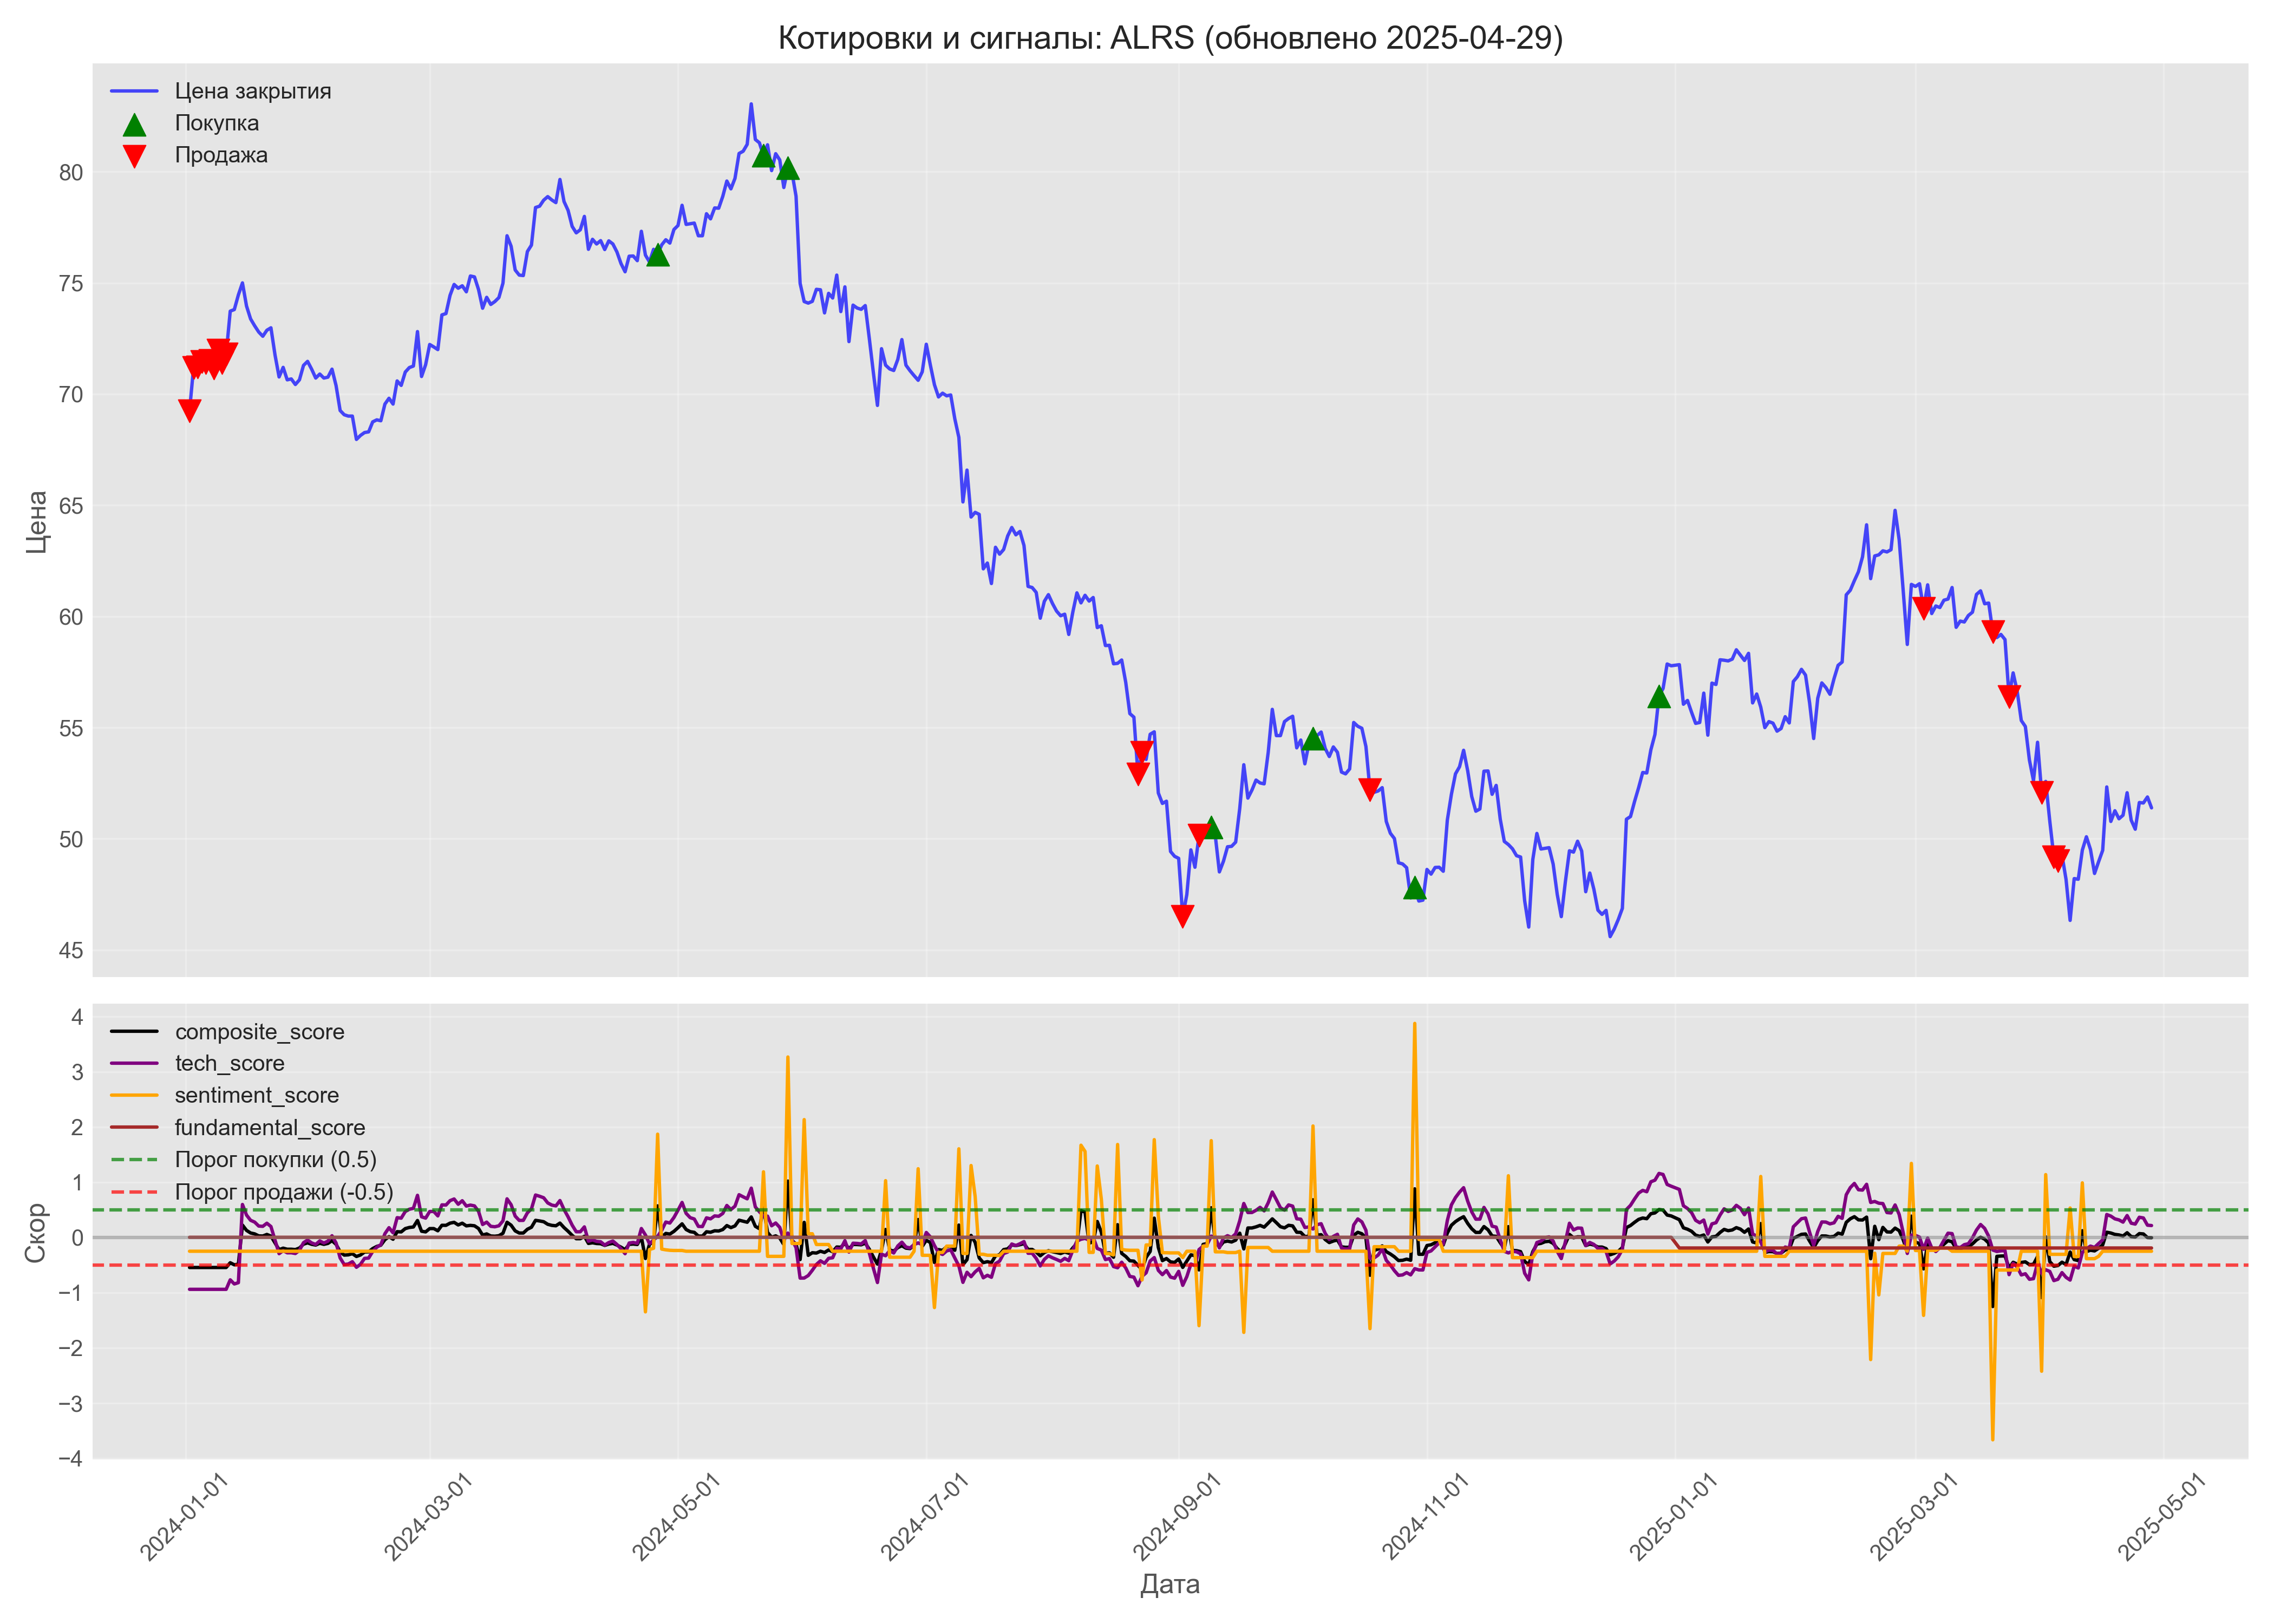 Котировки и сигналы: ALRS (обновлено 2025-04-29)
Цена закрытия
Покупка
Продажа
80
75
70
65
60
55
50
45
Цена
composite_score
tech_score
sentiment_score
fundamental_score
Порог покупки (0.5)
Порог продажи (-0.5)
4
3
2
1
0
−1
−2
−3
−4
Скор
2024-01-01
2024-03-01
2024-05-01
2024-07-01
2024-09-01
2024-11-01
2025-01-01
2025-03-01
2025-05-01
Дата